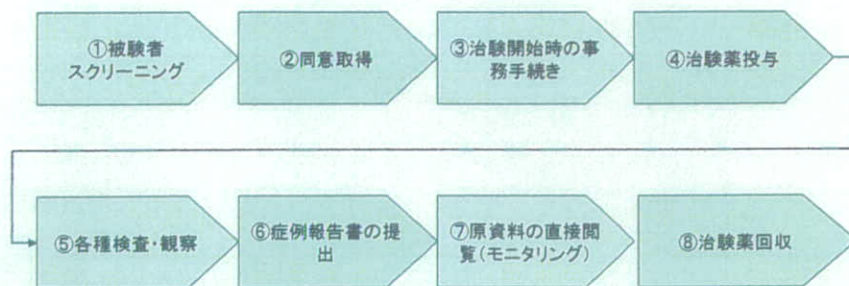 ①被験者
スクリーニング
②同意取得
③治験開始時の事
務手続き
④治験薬投与
⑤各種検査・観察
⑥症例報告書の提
出
⑦原資料の直接閲
覧(モニタリング)
⑧治験薬回収